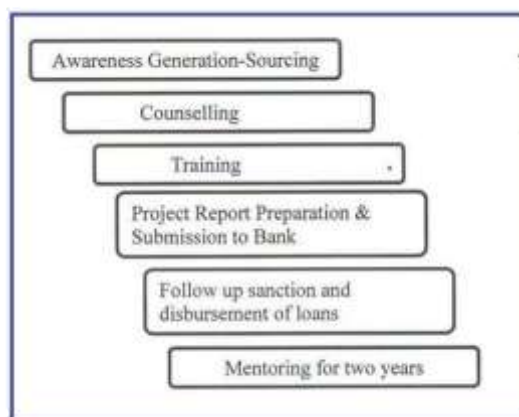 Awareness Generation-Sourcing
Counselling
Training
Project Report Preparation &
Submission to Bank
Follow up sanction and
disbursement of loans
Mentoring for two years